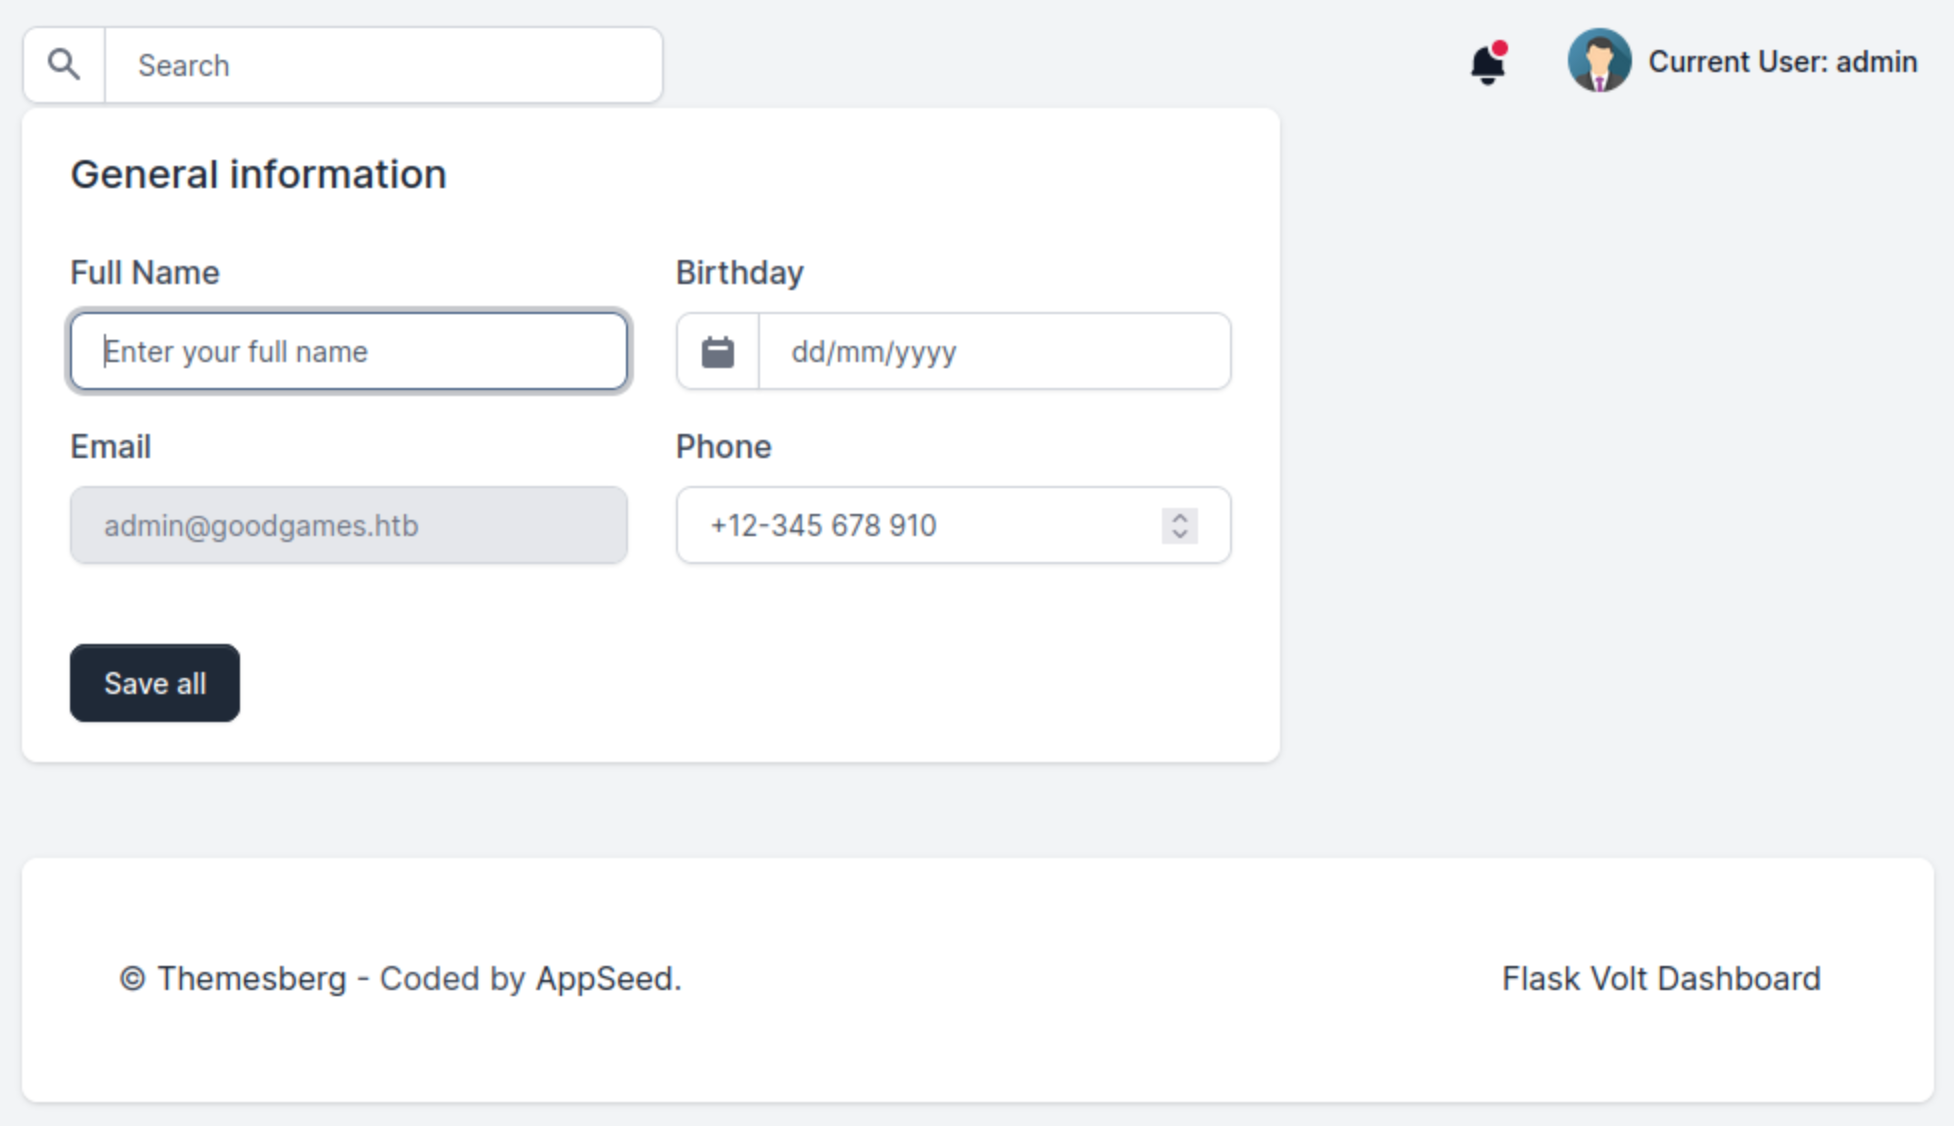 Search
Current User: admin
General information
Full Name
Birthday
Enter your full name
dd/mm/yyyy
Email
Phone
admin@goodgames.htb
+12-345 678 910
Save all
© Themesberg - Coded by AppSeed.
Flask Volt Dashboard